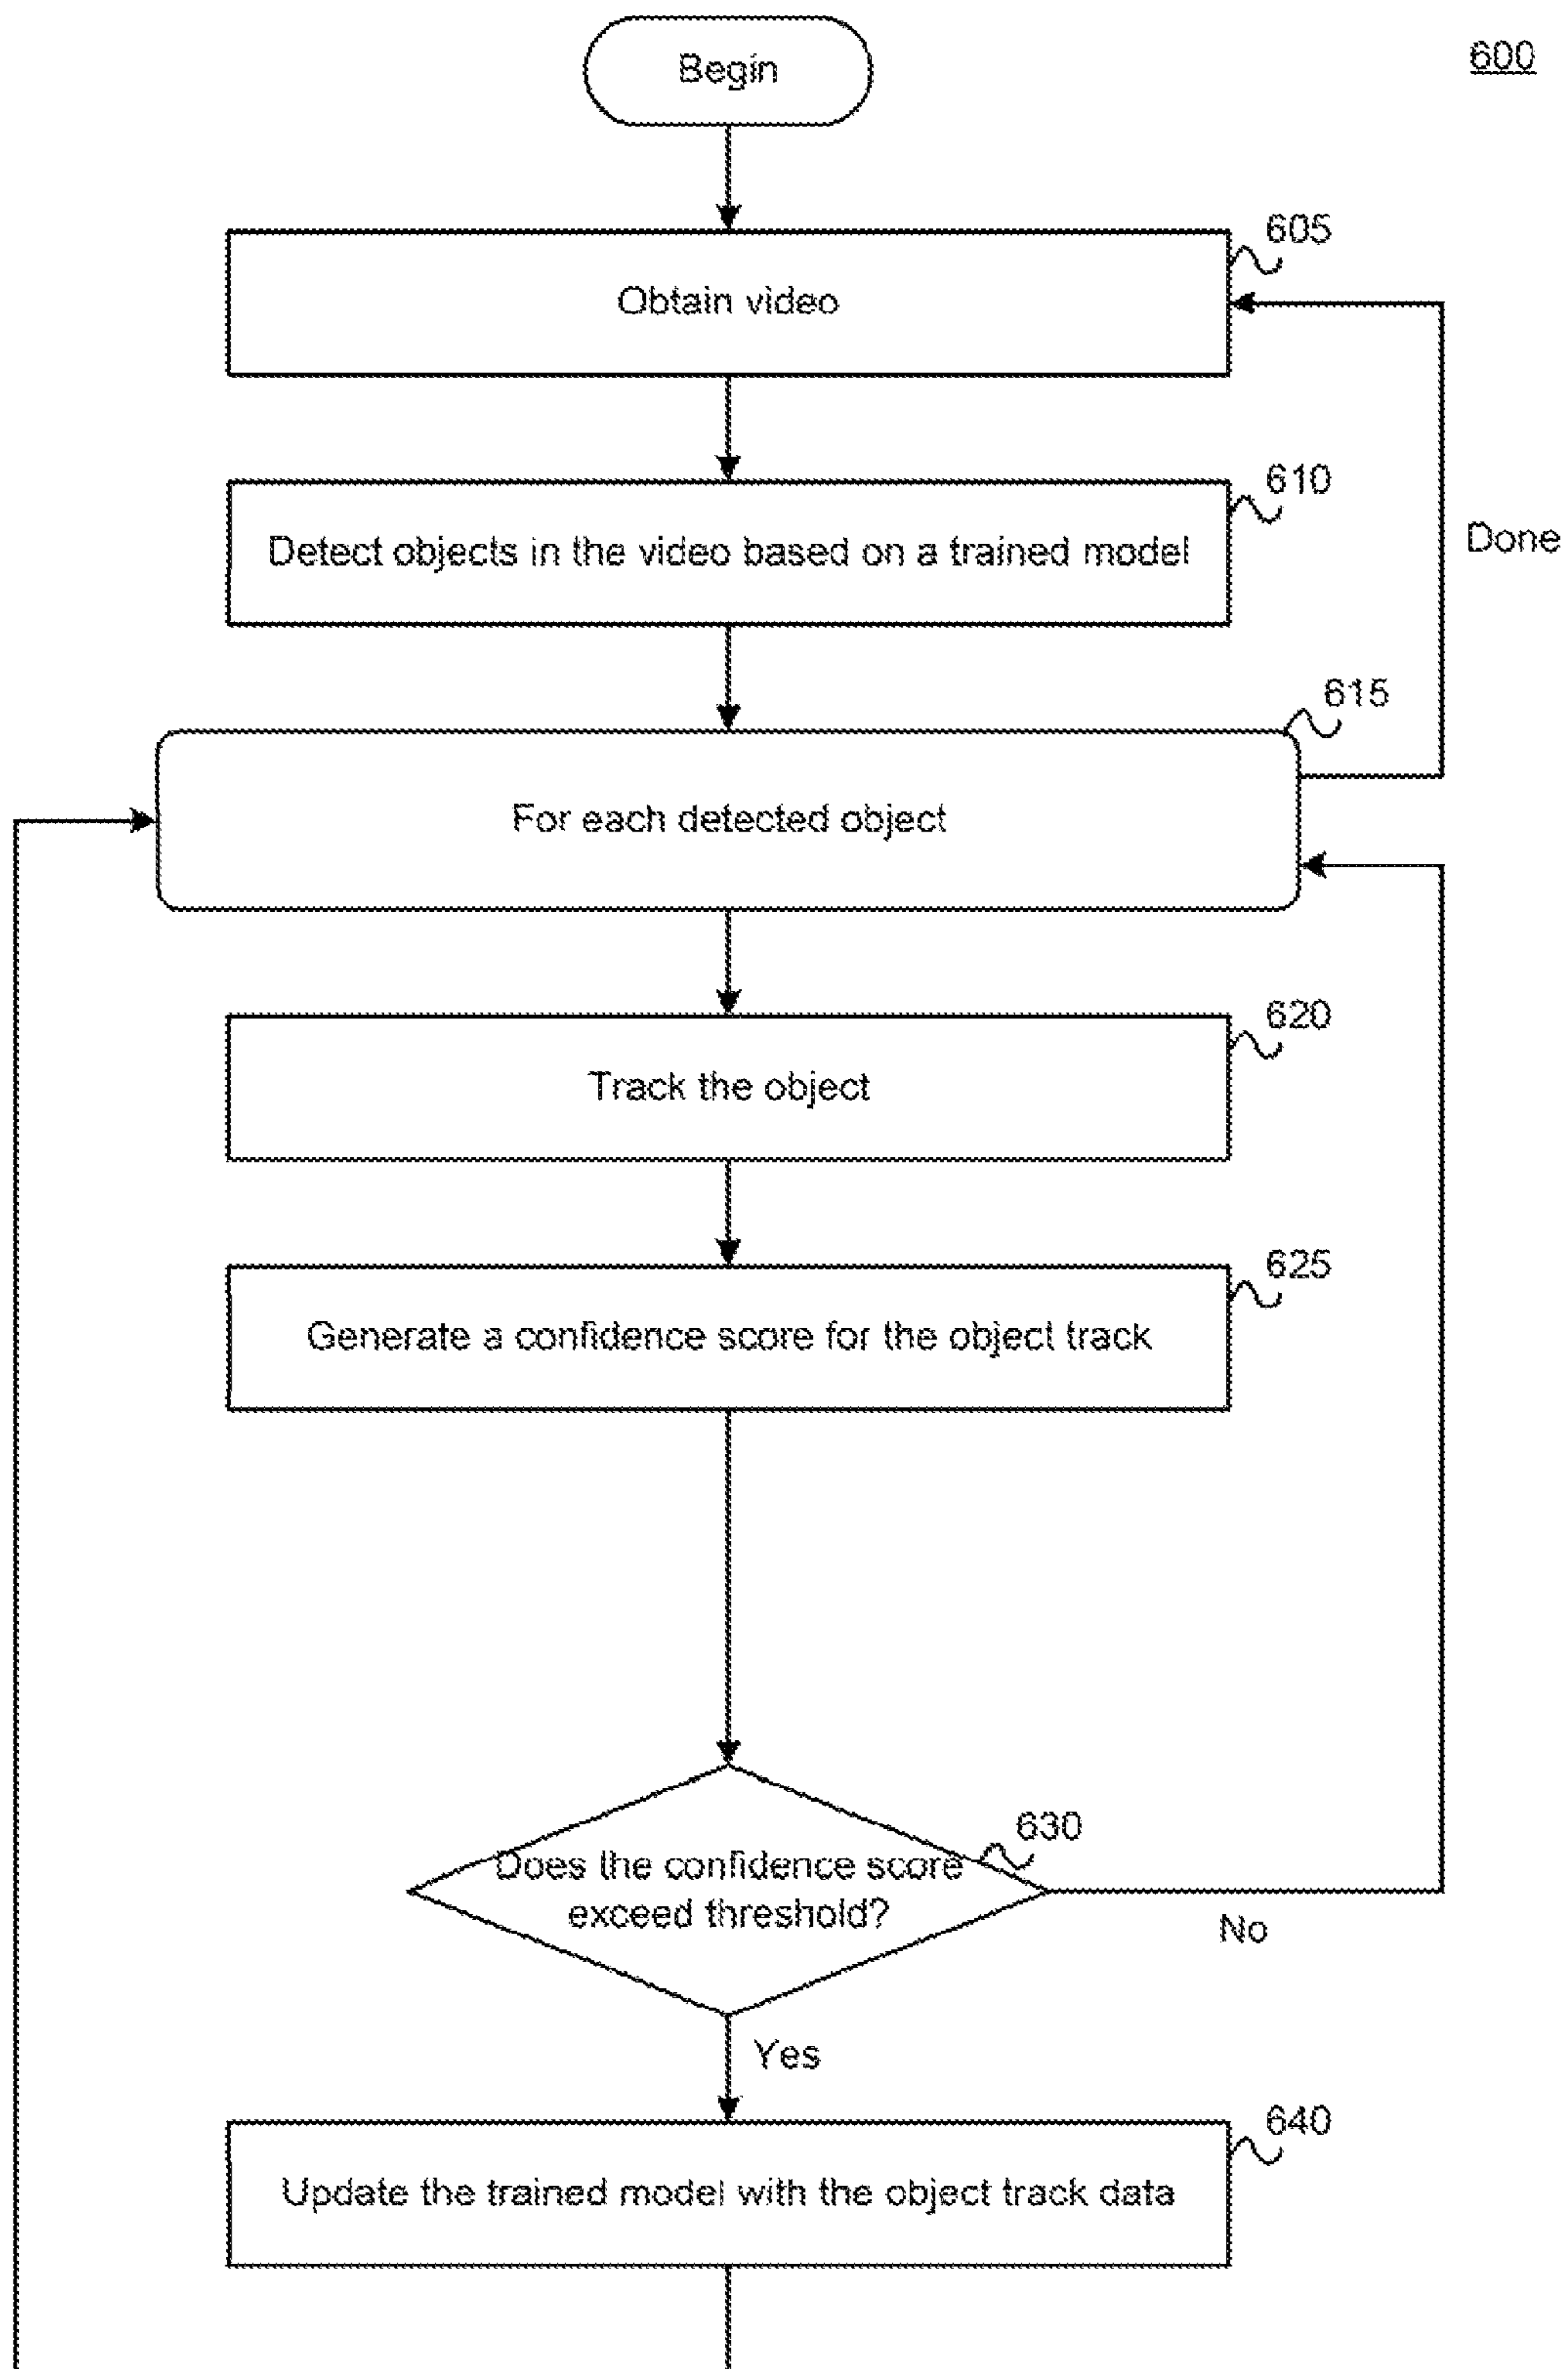 Begin
600
605
Obtain video
610
Detect objects in the video based on a trained model
Done
615
For each detected object
620
Track the object
625
Generate a confidence score for the object track
630
Does the confidence score
exceed threshold?
No
Yes
640
Update the trained model with the object track data